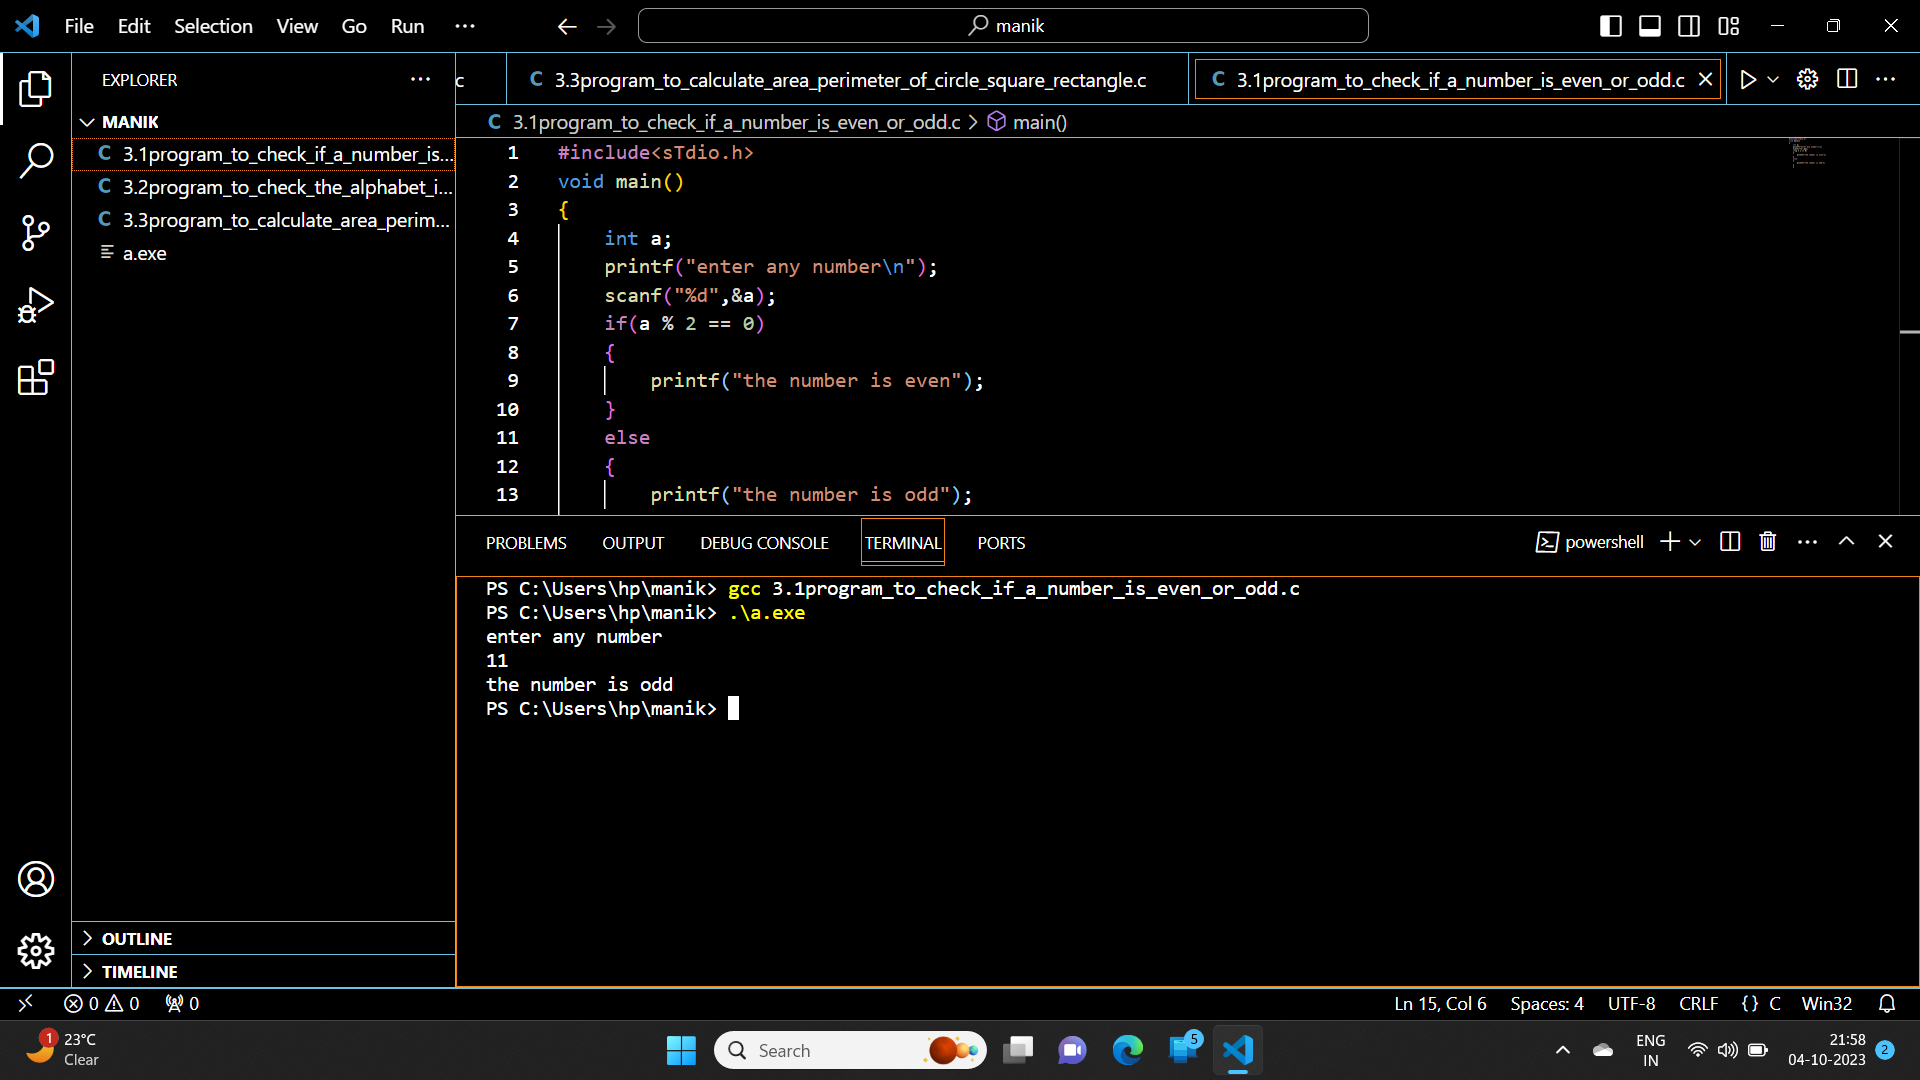 File Edit Selection View Go Run ...
manik
EXPLORER ...
c
C 3.3program_to_calculate_area_perimeter_of_circle_square_rectangle.c
C 3.1program_to_check_if_a_number_is_even_or_odd.c
MANIK
C 3.1program_to_check_if_a_number_is...
C 3.2program_to_check_the_alphabet_i...
C 3.3program_to_calculate_area_perim...
a.exe
C 3.1program_to_check_if_a_number_is_even_or_odd.c > main()
1 #include<sTdio.h>
2 void main()
3 {
4 int a;
5 printf("enter any number\n");
6 scanf("%d",&a);
7 if(a % 2 == 0)
8 {
9 printf("the number is even");
10 }
11 else
12 {
13 printf("the number is odd");
PROBLEMS OUTPUT DEBUG CONSOLE TERMINAL PORTS
powershell
PS C:\Users\hp\manik> gcc 3.1program_to_check_if_a_number_is_even_or_odd.c
PS C:\Users\hp\manik> .\a.exe
enter any number
11
the number is odd
PS C:\Users\hp\manik>
OUTLINE
TIMELINE
0 0 0
Ln 15, Col 6 Spaces: 4 UTF-8 CRLF {} C Win32
1
23°C
Clear
Search
5
ENG
IN
21:58
04-10-2023
2